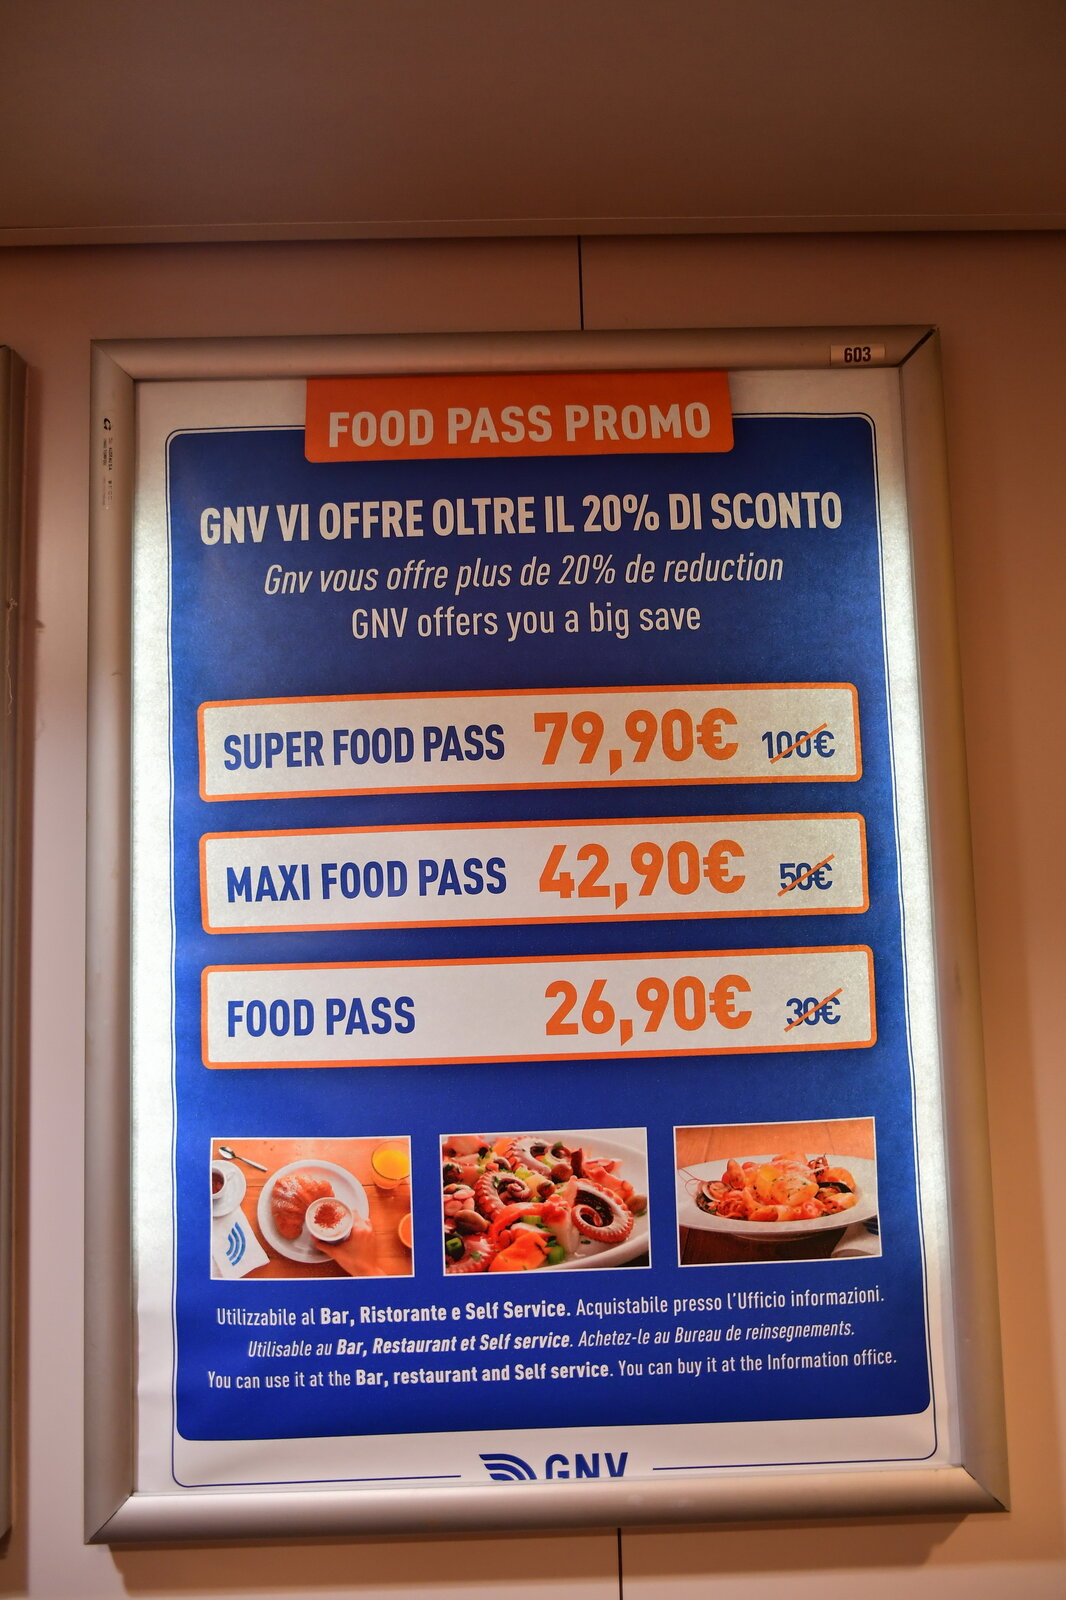 603
FOOD PASS PROMO
GNV VI OFFRE OLTRE IL 20% DI SCONTO
Gnv vous offre plus de 20% de reduction
GNV offers you a big save
SUPER FOOD PASS 79,90€ 100€
MAXI FOOD PASS 42,90€ 50€
FOOD PASS 26,90€ 30€
Utilizzabile al Bar, Ristorante e Self Service. Acquistabile presso l'Ufficio informazioni.
Utilisable au Bar, Restaurant et Self service. Achetez-le au Bureau de reinsegnements.
You can use it at the Bar, restaurant and Self service. You can buy it at the Information office.
GNV